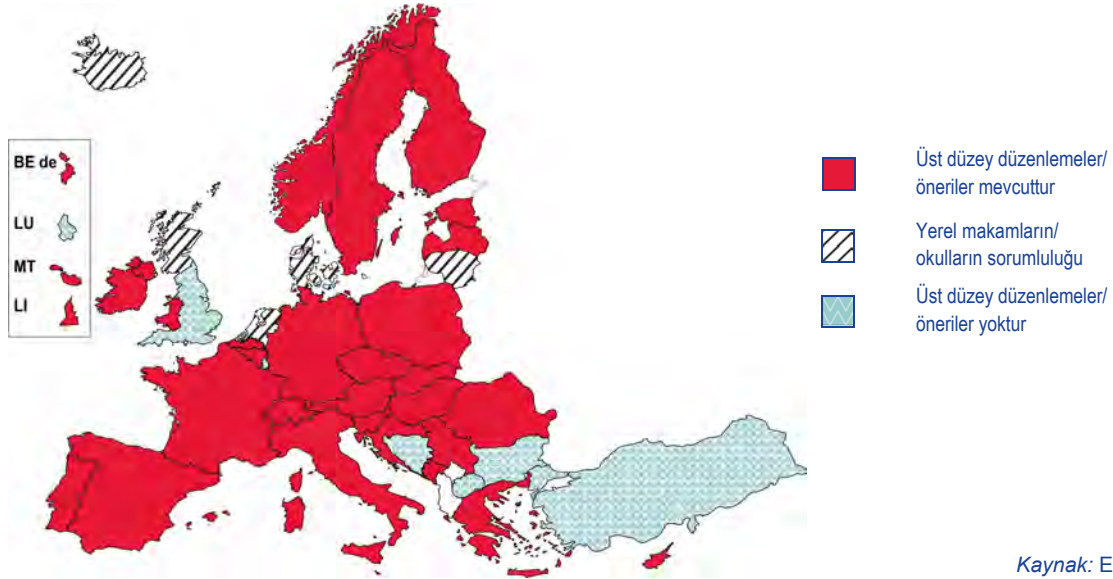 BE de
LU
MT
LI
Üst düzey düzenlemeler/
öneriler mevcuttur
Yerel makamların/
okulların sorumluluğu
Üst düzey düzenlemeler/
öneriler yoktur
Kaynak: E